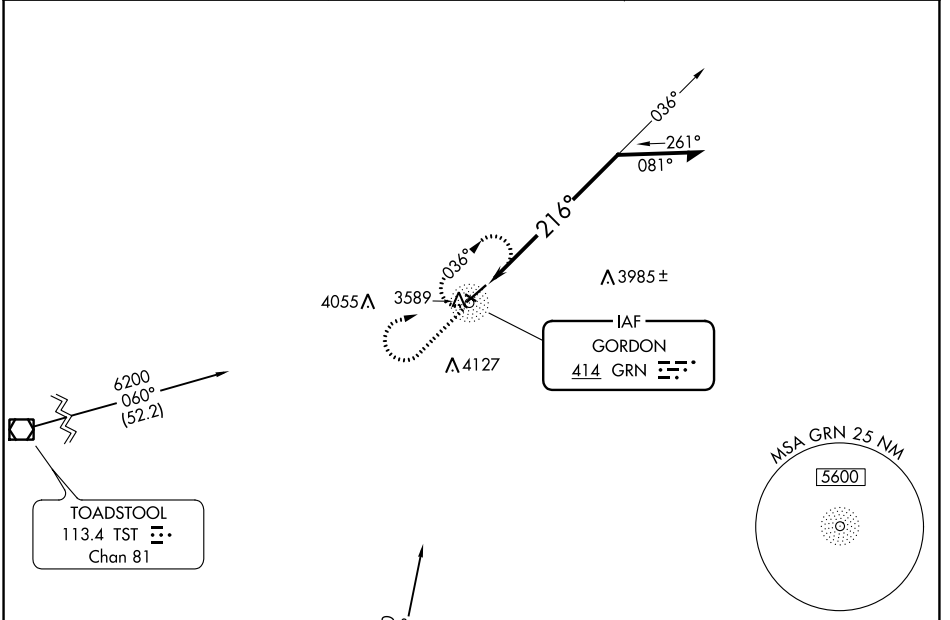 036°
261°
081°
216°
036°
3985 ±
4055
3589
IAF
GORDON
414 GRN
4127
6200
060°
(52.2)
MSA GRN 25 NM
5600
TOADSTOOL
113.4 TST
Chan 81